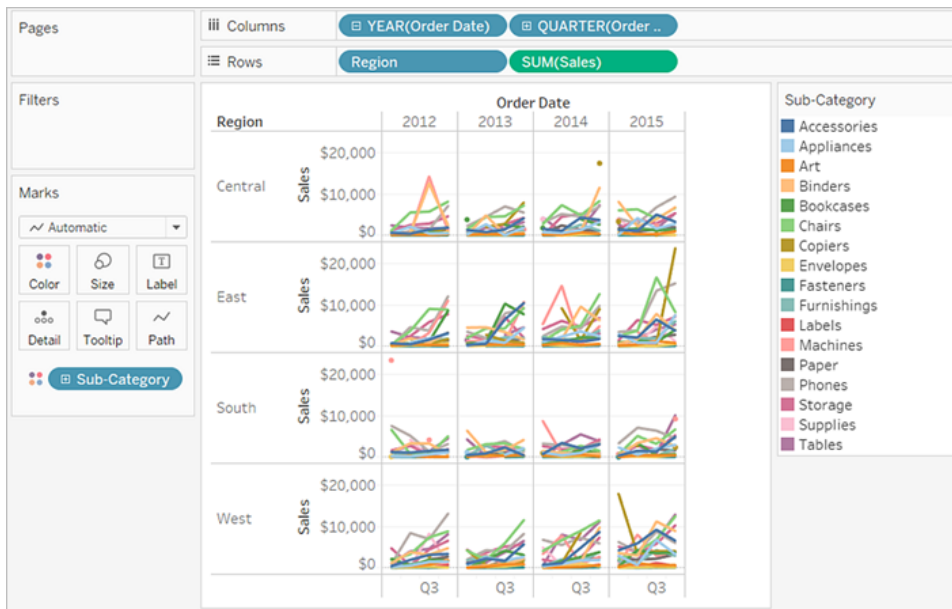 Pages
Columns
YEAR(Order Date)
QUARTER(Order ..
Rows
Region
SUM(Sales)
Filters
Marks
Automatic
Color
Size
Label
Detail
Tooltip
Path
Sub-Category
Order Date
Region
2012
2013
2014
2015
Central
Sales
$20,000
$10,000
$0
East
Sales
$20,000
$10,000
$0
South
Sales
$20,000
$10,000
$0
West
Sales
$20,000
$10,000
$0
Q3
Q3
Q3
Q3
Sub-Category
Accessories
Appliances
Art
Binders
Bookcases
Chairs
Copiers
Envelopes
Fasteners
Furnishings
Labels
Machines
Paper
Phones
Storage
Supplies
Tables